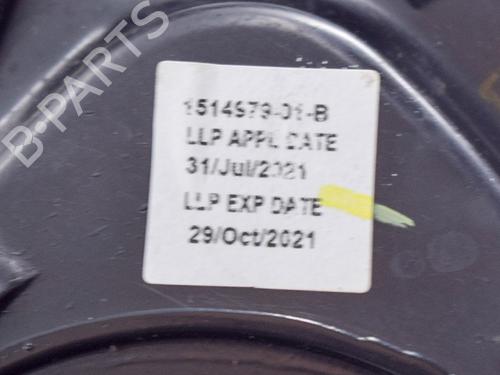 B-PARTS
1514979-01-B
LLP APPL DATE
31/Jul/2021
LLP EXP DATE
29/Oct/2021